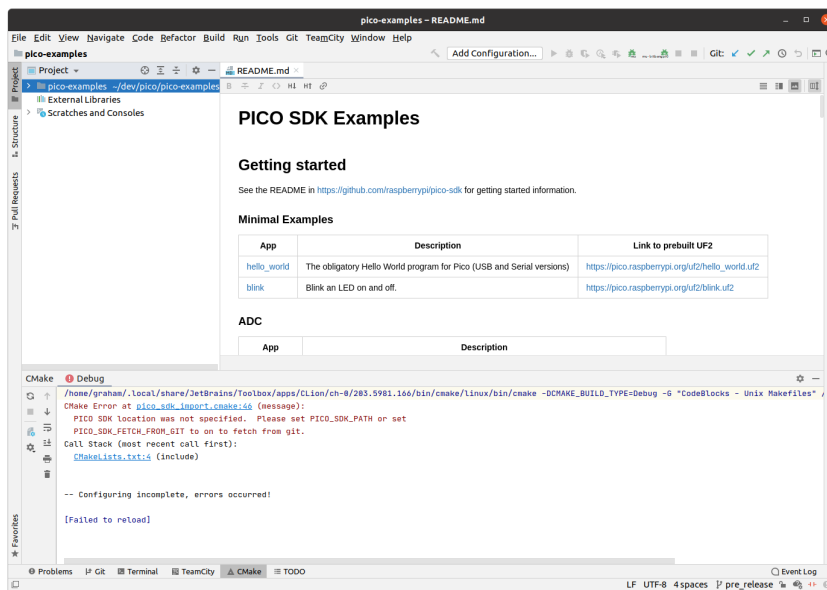 pico-examples – README.md
File Edit View Navigate Code Refactor Build Run Tools Git TeamCity Window Help
pico-examples
Add Configuration...
Git:
Project
README.md
pico-examples ~/dev/pico/pico-examples
External Libraries
Scratches and Consoles
Project
Structure
Pull Requests
Favorites
PICO SDK Examples
Getting started
See the README in https://github.com/raspberrypi/pico-sdk for getting started information.
Minimal Examples
App Description Link to prebuilt UF2
hello_world The obligatory Hello World program for Pico (USB and Serial versions) https://pico.raspberrypi.org/uf2/hello_world.uf2
blink Blink an LED on and off. https://pico.raspberrypi.org/uf2/blink.uf2
ADC
App Description
CMake Debug
/home/graham/.local/share/JetBrains/Toolbox/apps/CLion/ch-0/203.5981.166/bin/cmake/linux/bin/cmake -DCMAKE_BUILD_TYPE=Debug -G "CodeBlocks - Unix Makefiles" /
CMake Error at pico_sdk_import.cmake:46 (message):
PICO SDK location was not specified. Please set PICO_SDK_PATH or set
PICO_SDK_FETCH_FROM_GIT to on to fetch from git.
Call Stack (most recent call first):
CMakeLists.txt:4 (include)
-- Configuring incomplete, errors occurred!
[Failed to reload]
Problems Git Terminal TeamCity CMake TODO Event Log
LF UTF-8 4 spaces pre_release